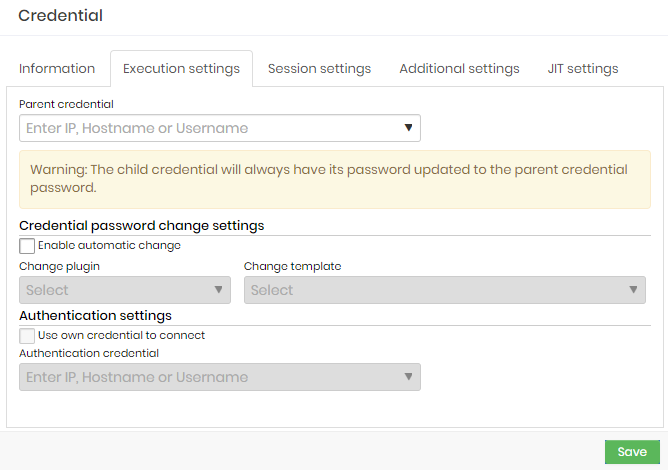 Credential
Information Execution settings Session settings Additional settings JIT settings
Parent credential
Enter IP, Hostname or Username
Warning: The child credential will always have its password updated to the parent credential
password.
Credential password change settings
Enable automatic change
Change plugin Change template
Select Select
Authentication settings
Use own credential to connect
Authentication credential
Enter IP, Hostname or Username
Save